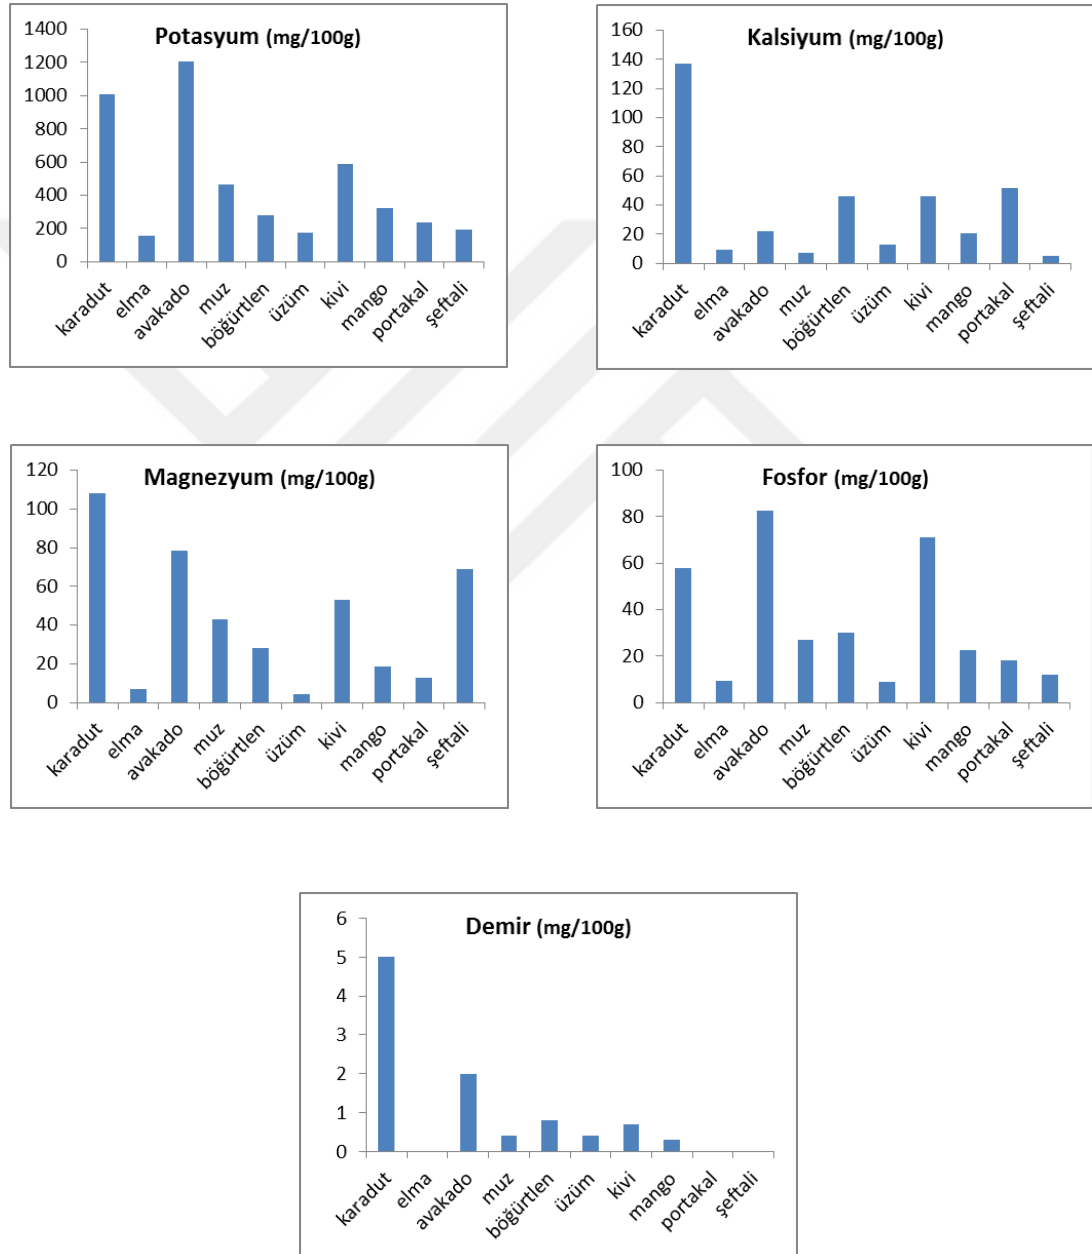 Potasyum (mg/100g)
1400
1200
1000
800
600
400
200
0
karadut
elma
avakado
muz
böğürtlen
üzüm
kivi
mango
portakal
şeftali
Kalsiyum (mg/100g)
160
140
120
100
80
60
40
20
0
karadut
elma
avakado
muz
böğürtlen
üzüm
kivi
mango
portakal
şeftali
Magnezyum (mg/100g)
120
100
80
60
40
20
0
karadut
elma
avakado
muz
böğürtlen
üzüm
kivi
mango
portakal
şeftali
Fosfor (mg/100g)
100
80
60
40
20
0
karadut
elma
avakado
muz
böğürtlen
üzüm
kivi
mango
portakal
şeftali
Demir (mg/100g)
6
5
4
3
2
1
0
karadut
elma
avakado
muz
böğürtlen
üzüm
kivi
mango
portakal
şeftali